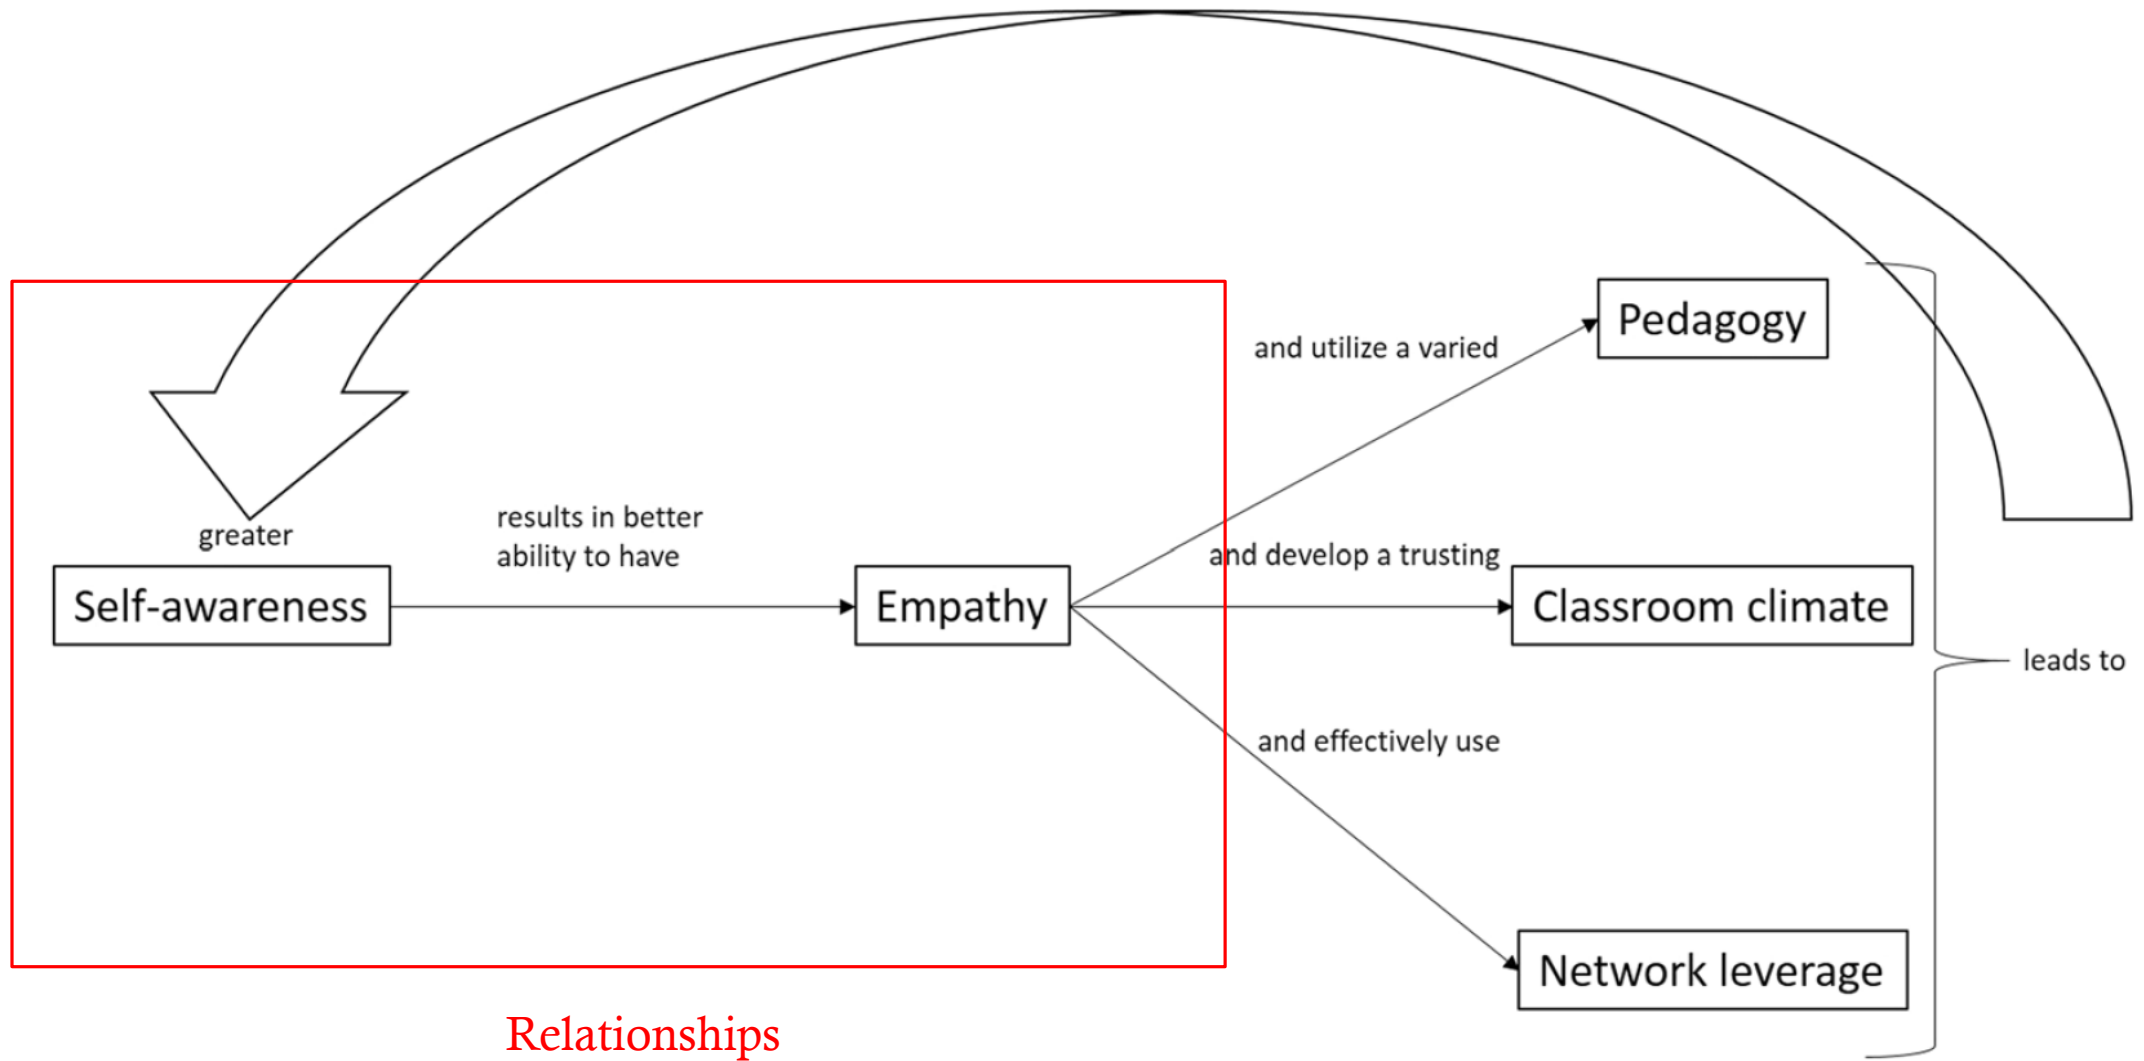 Pedagogy
and utilize a varied
results in better
ability to have
greater
and develop a trusting
Self-awareness
Empathy
Classroom climate
leads to
and effectively use
Network leverage
Relationships